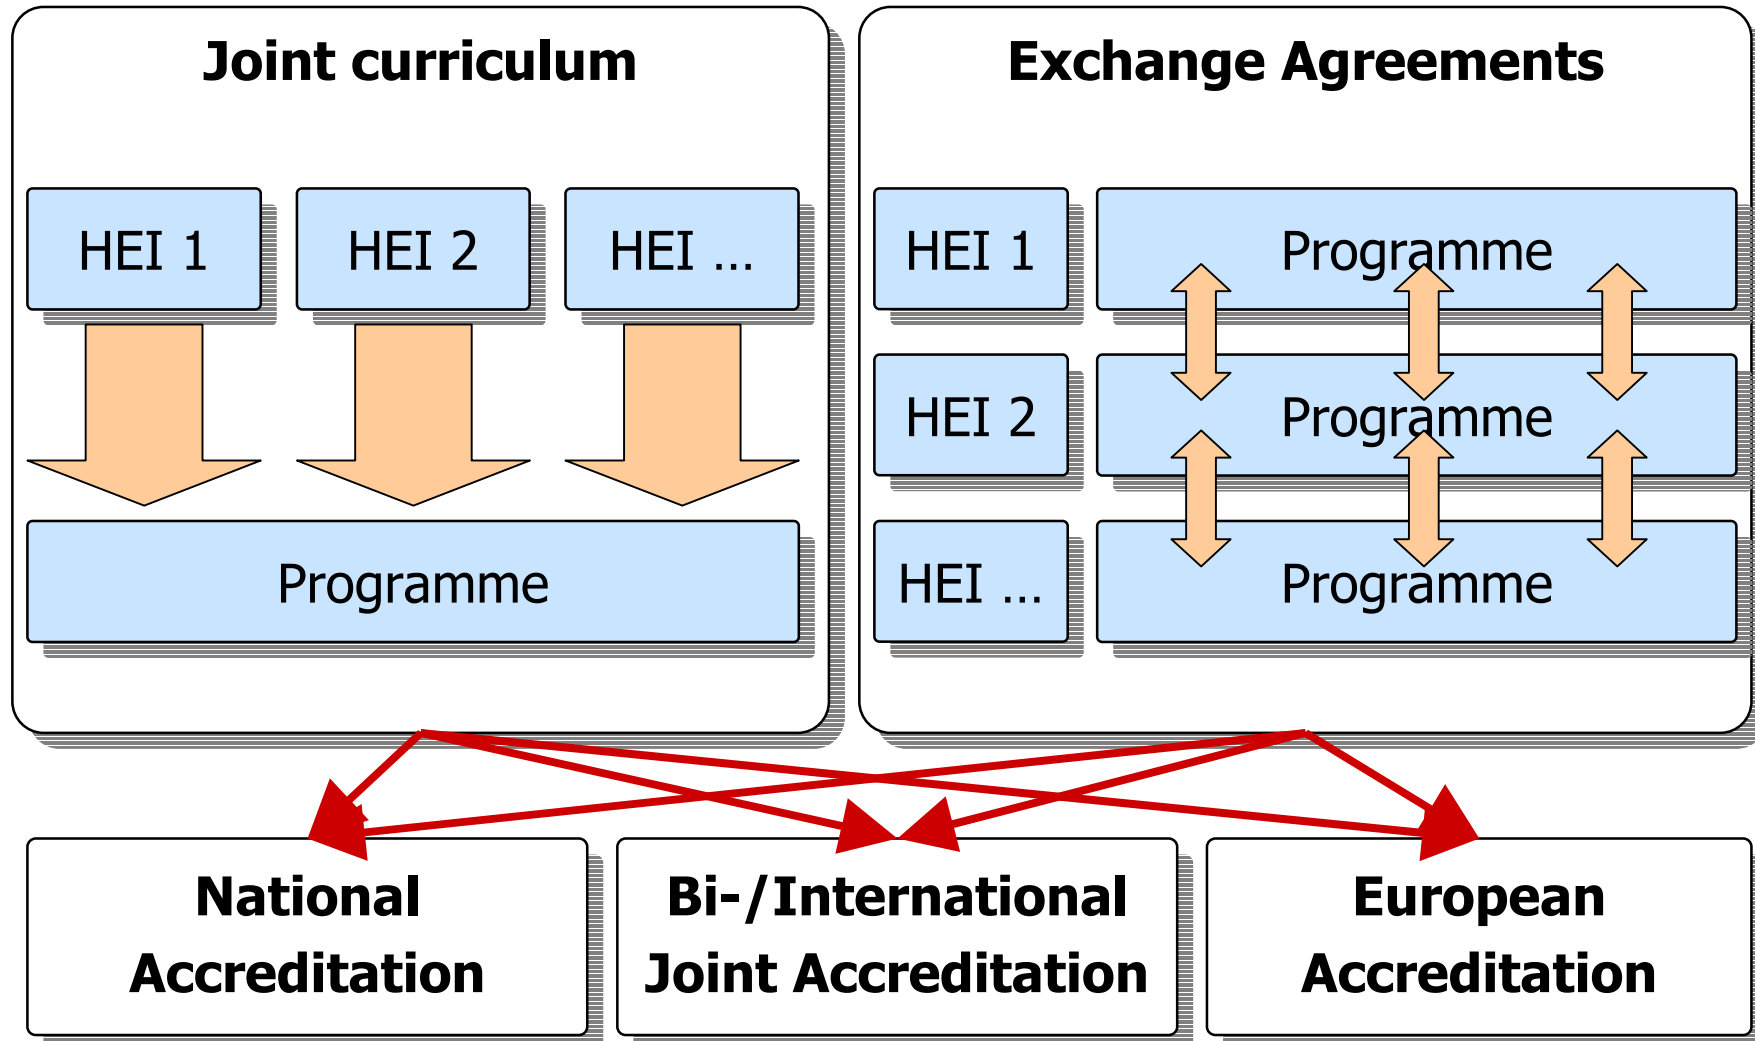 Joint curriculum
HEI 1
HEI 2
HEI ...
Programme
Exchange Agreements
HEI 1
Programme
HEI 2
Programme
HEI ...
Programme
National
Accreditation
Bi-/International
Joint Accreditation
European
Accreditation